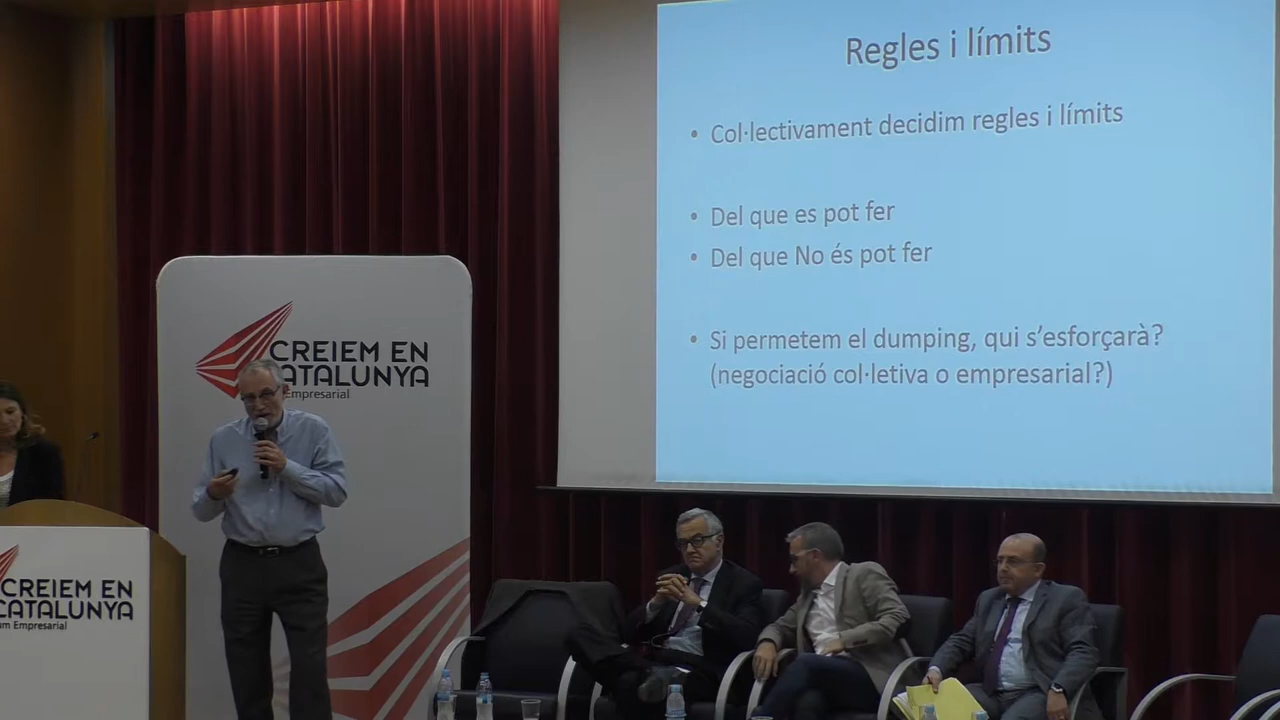 Regles i límits
• Col·lectivament decidim regles i límits
• Del que es pot fer
• Del que No és pot fer
• Si permetem el dumping, qui s'esforçarà?
(negociació col·letiva o empresarial?)
CREIEM EN
CATALUNYA
Empresarial
CREIEM EN
CATALUNYA
um Empresarial